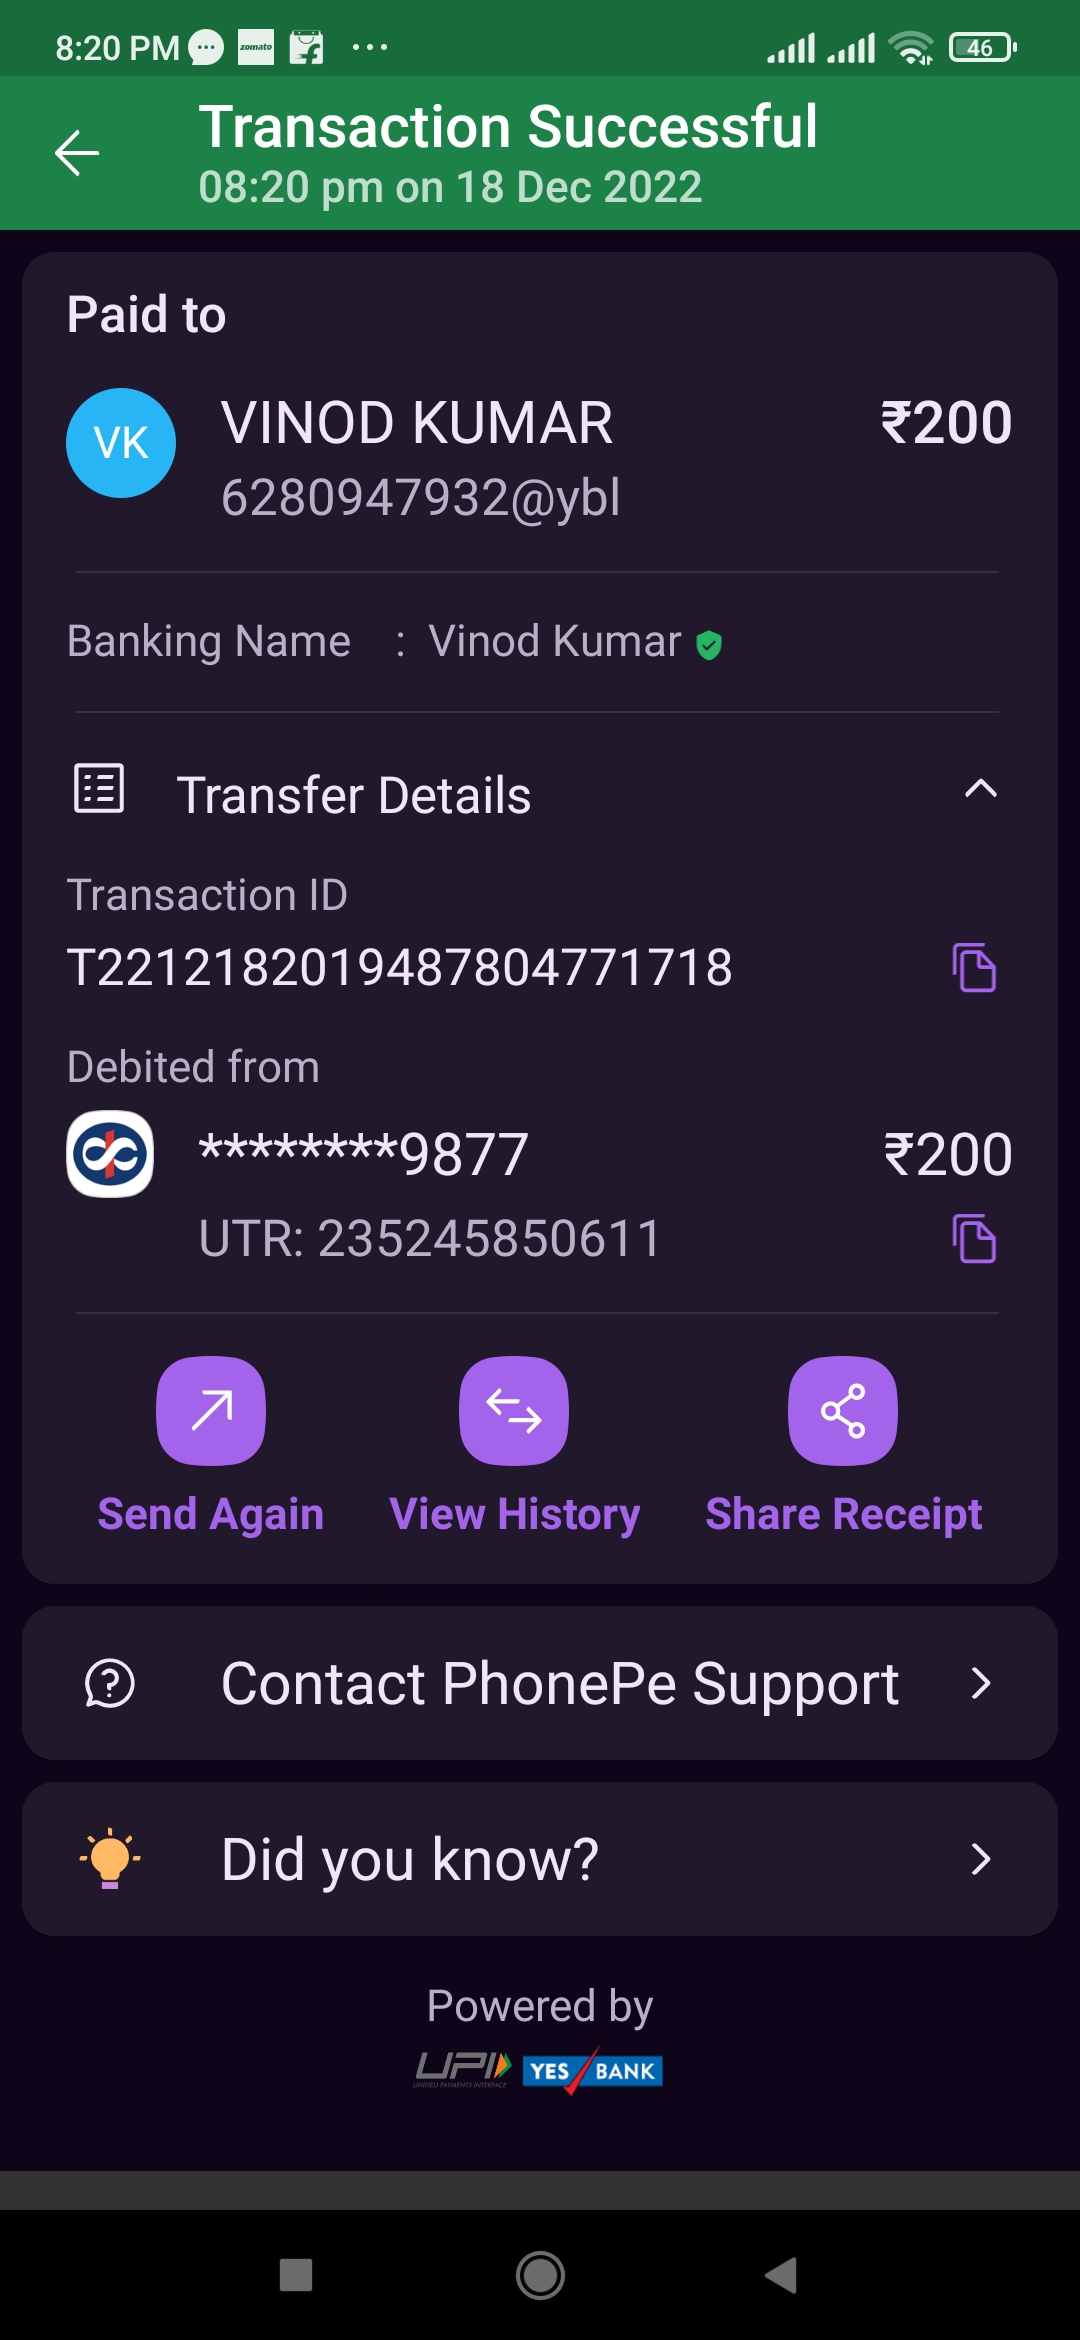 8:20 PM zomato 46
Transaction Successful
08:20 pm on 18 Dec 2022
Paid to
VK VINOD KUMAR ₹200
6280947932@ybl
Banking Name : Vinod Kumar
Transfer Details
Transaction ID
T2212182019487804771718
Debited from
********9877 ₹200
UTR: 235245850611
Send Again View History Share Receipt
Contact PhonePe Support
Did you know?
Powered by
UPI YES BANK
UNIFIED PAYMENTS INTERFACE